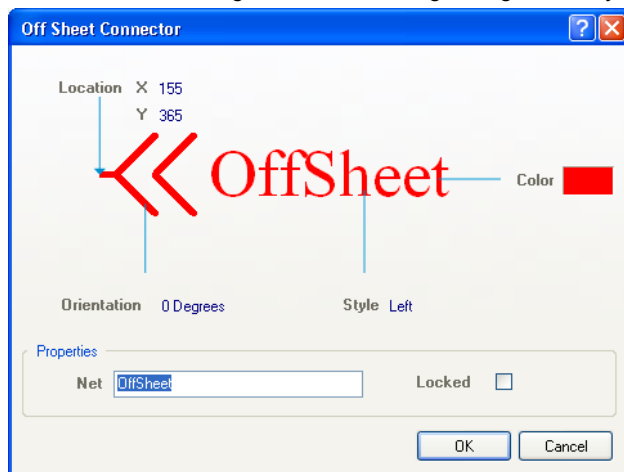 Off Sheet Connector
Location X 155
Y 365
OffSheet
Color
Orientation 0 Degrees
Style Left
Properties
Net OffSheet
Locked
OK
Cancel